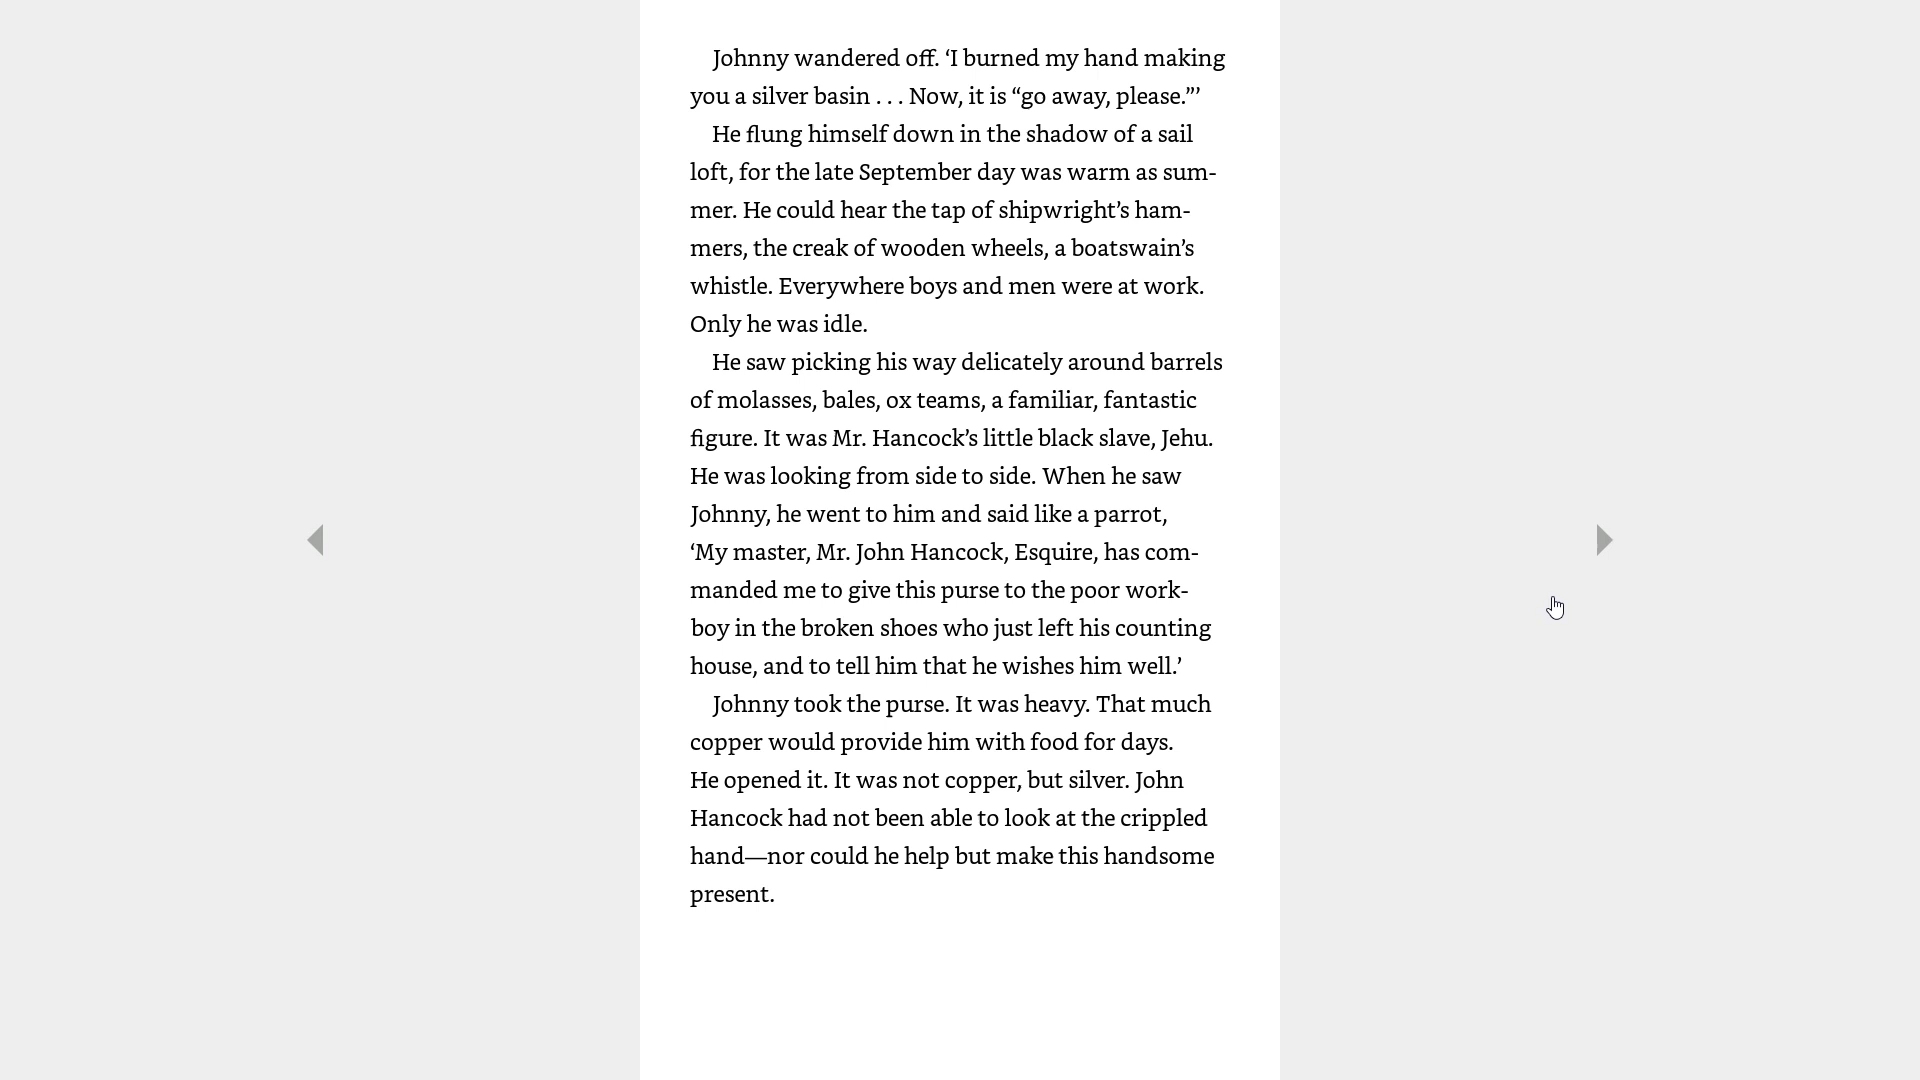 Johnny wandered off. ‘I burned my hand making
you a silver basin . . . Now, it is “go away, please.”’
He flung himself down in the shadow of a sail
loft, for the late September day was warm as sum-
mer. He could hear the tap of shipwright’s ham-
mers, the creak of wooden wheels, a boatswain’s
whistle. Everywhere boys and men were at work.
Only he was idle.
He saw picking his way delicately around barrels
of molasses, bales, ox teams, a familiar, fantastic
figure. It was Mr. Hancock’s little black slave, Jehu.
He was looking from side to side. When he saw
Johnny, he went to him and said like a parrot,
‘My master, Mr. John Hancock, Esquire, has com-
manded me to give this purse to the poor work-
boy in the broken shoes who just left his counting
house, and to tell him that he wishes him well.’
Johnny took the purse. It was heavy. That much
copper would provide him with food for days.
He opened it. It was not copper, but silver. John
Hancock had not been able to look at the crippled
hand—nor could he help but make this handsome
present.